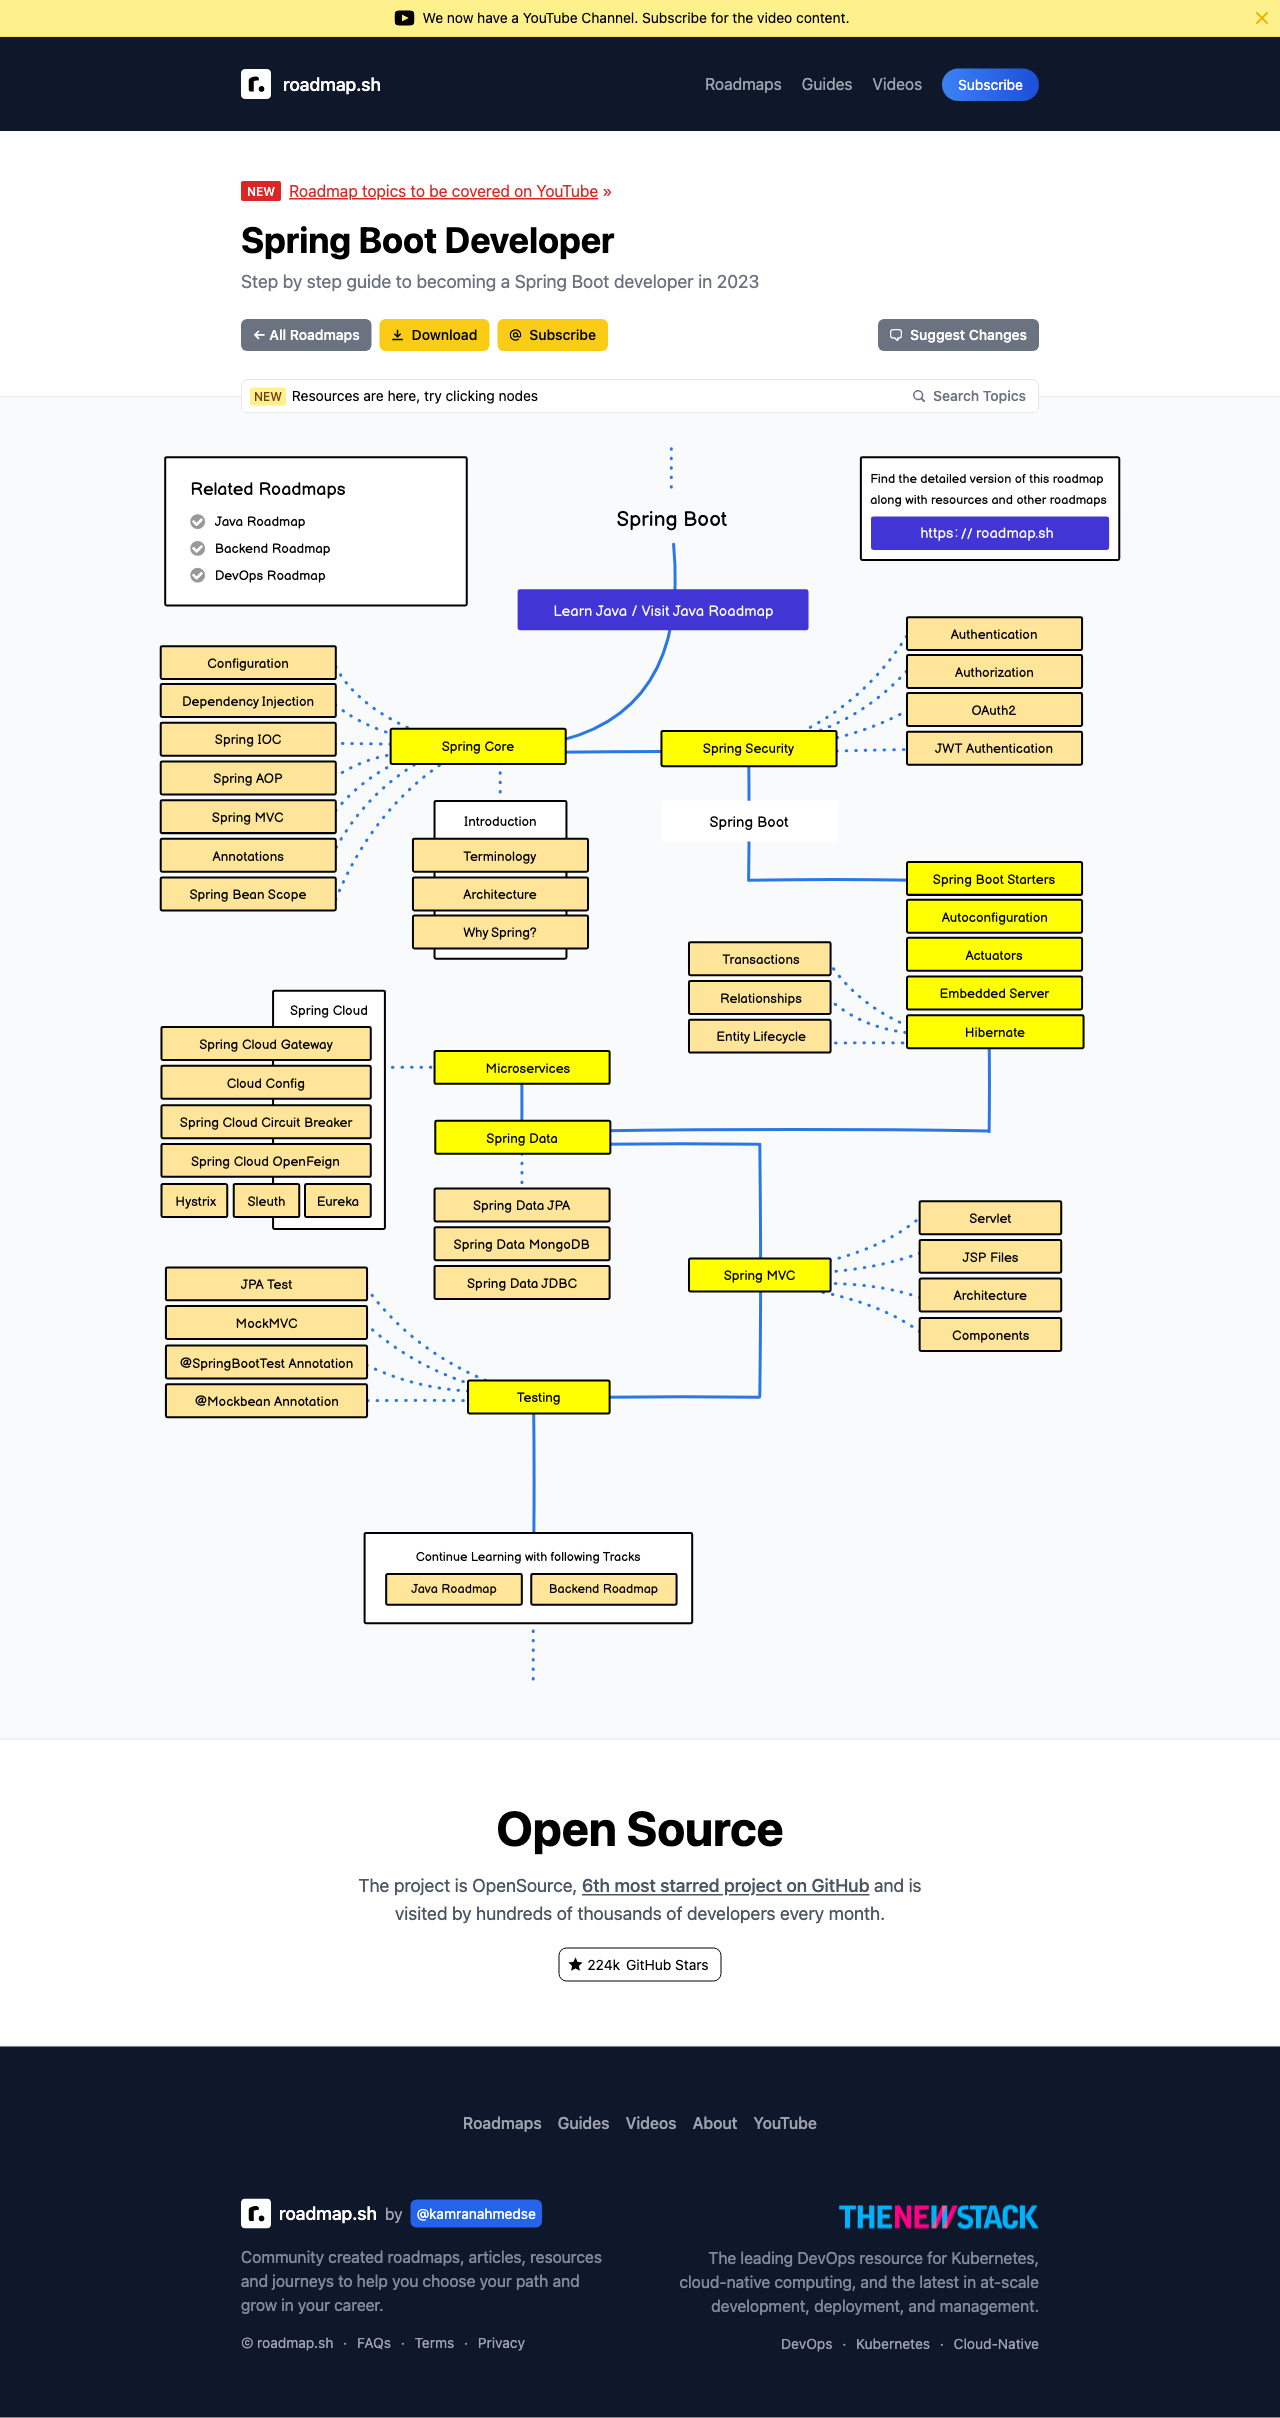 We now have a YouTube Channel. Subscribe for the video content.
roadmap.sh
Roadmaps Guides Videos Subscribe
NEW Roadmap topics to be covered on YouTube »
Spring Boot Developer
Step by step guide to becoming a Spring Boot developer in 2023
← All Roadmaps
Download
@ Subscribe
Suggest Changes
NEW Resources are here, try clicking nodes
Search Topics
Related Roadmaps
Java Roadmap
Backend Roadmap
DevOps Roadmap
Spring Boot
Find the detailed version of this roadmap
along with resources and other roadmaps
https: // roadmap.sh
Learn Java / Visit Java Roadmap
Configuration
Dependency Injection
Spring IOC
Spring AOP
Spring MVC
Annotations
Spring Bean Scope
Spring Core
Introduction
Terminology
Architecture
Why Spring?
Spring Security
Authentication
Authorization
OAuth2
JWT Authentication
Spring Boot
Spring Boot Starters
Autoconfiguration
Actuators
Embedded Server
Hibernate
Transactions
Relationships
Entity Lifecycle
Spring Cloud
Spring Cloud Gateway
Cloud Config
Spring Cloud Circuit Breaker
Spring Cloud OpenFeign
Hystrix
Sleuth
Eureka
Microservices
Spring Data
Spring Data JPA
Spring Data MongoDB
Spring Data JDBC
Spring MVC
Servlet
JSP Files
Architecture
Components
JPA Test
MockMVC
@SpringBootTest Annotation
@Mockbean Annotation
Testing
Continue Learning with following Tracks
Java Roadmap
Backend Roadmap
Open Source
The project is OpenSource, 6th most starred project on GitHub and is
visited by hundreds of thousands of developers every month.
★ 224k GitHub Stars
Roadmaps Guides Videos About YouTube
roadmap.sh by @kamranahmedse
Community created roadmaps, articles, resources
and journeys to help you choose your path and
grow in your career.
© roadmap.sh · FAQs · Terms · Privacy
THENEWSTACK
The leading DevOps resource for Kubernetes,
cloud-native computing, and the latest in at-scale
development, deployment, and management.
DevOps · Kubernetes · Cloud-Native